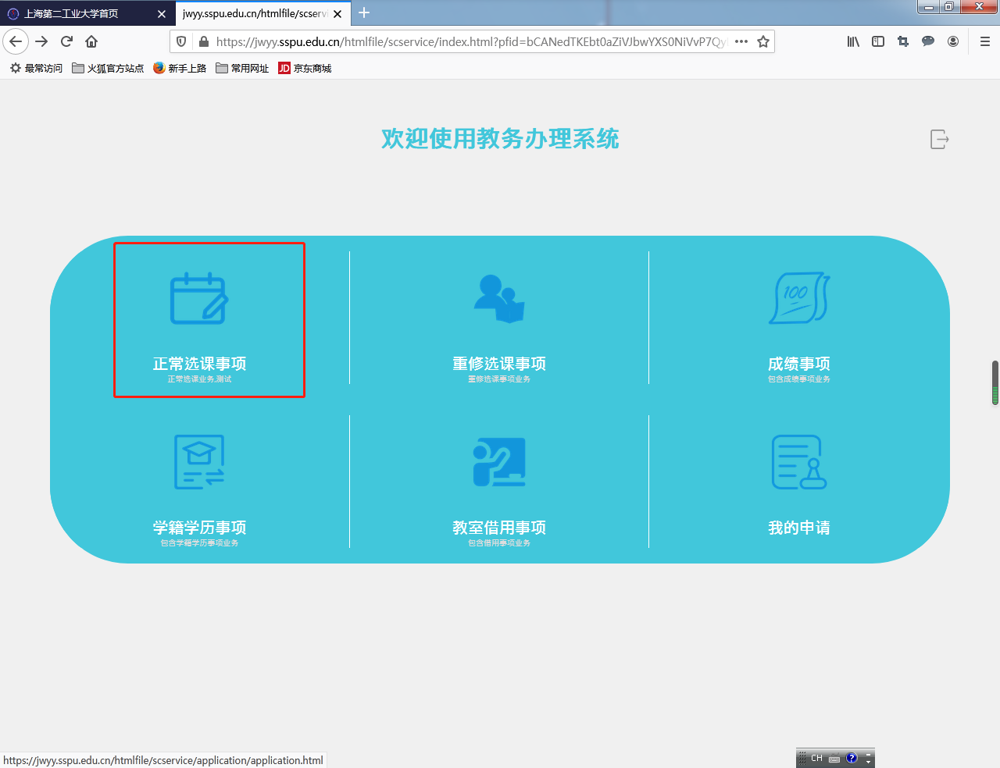 上海第二工业大学首页
jwyy.sspu.edu.cn/htmlfile/scserv
https://jwyy.sspu.edu.cn/htmlfile/scservice/index.html?pfid=bCANedTKEbt0aZiVJbwYXS0NiVvP7Qy
最常访问 火狐官方站点 新手上路 常用网址 JD 京东商城
欢迎使用教务办理系统
100
正常选课事项 重修选课事项 成绩事项
正常选课业务,测试 重修选课事项业务 包含成绩事项业务
学籍学历事项 教室借用事项 我的申请
包含学籍学历事项业务 包含借用事项业务
https://jwyy.sspu.edu.cn/htmlfile/scservice/application/application.html
CH